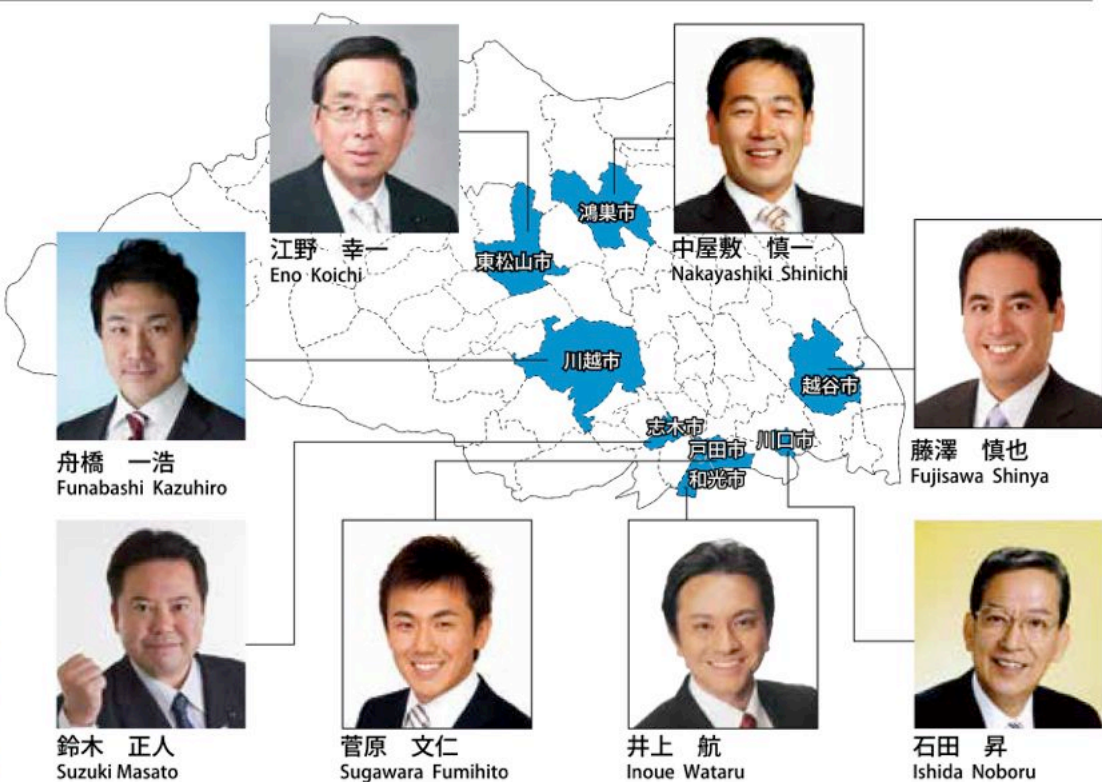 江野 幸一
Eno Koichi
中屋敷 慎一
Nakayashiki Shinichi
鴻巣市
東松山市
川越市
越谷市
志木市
戸田市
川口市
和光市
舟橋 一浩
Funabashi Kazuhiro
藤澤 慎也
Fujisawa Shinya
鈴木 正人
Suzuki Masato
菅原 文仁
Sugawara Fumihito
井上 航
Inoue Wataru
石田 昇
Ishida Noboru